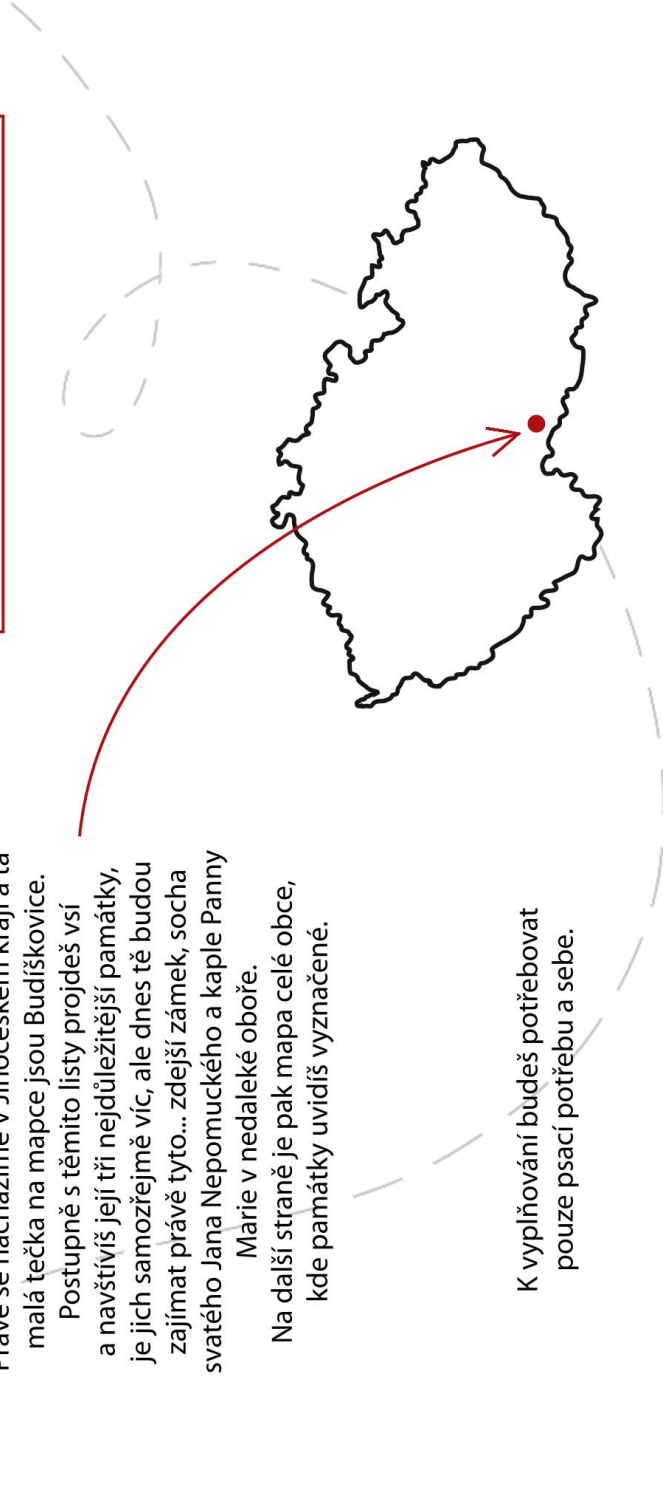 Právě se nacházíme v Jihočeském kraji a ta
malá tečka na mapce jsou Budíškovice.
Postupně s těmito listy projdeš vsí
a navštívíš její tři nejdůležitější památky,
je jich samozřejmě víc, ale dnes tě budou
zajímat právě tyto... zdejší zámek, socha
svatého Jana Nepomuckého a kaple Panny
Marie v nedaleké oboře.
Na další straně je pak mapa celé obce,
kde památky uvidíš vyznačené.
K vyplňování budeš potřebovat
pouze psací potřebu a sebe.